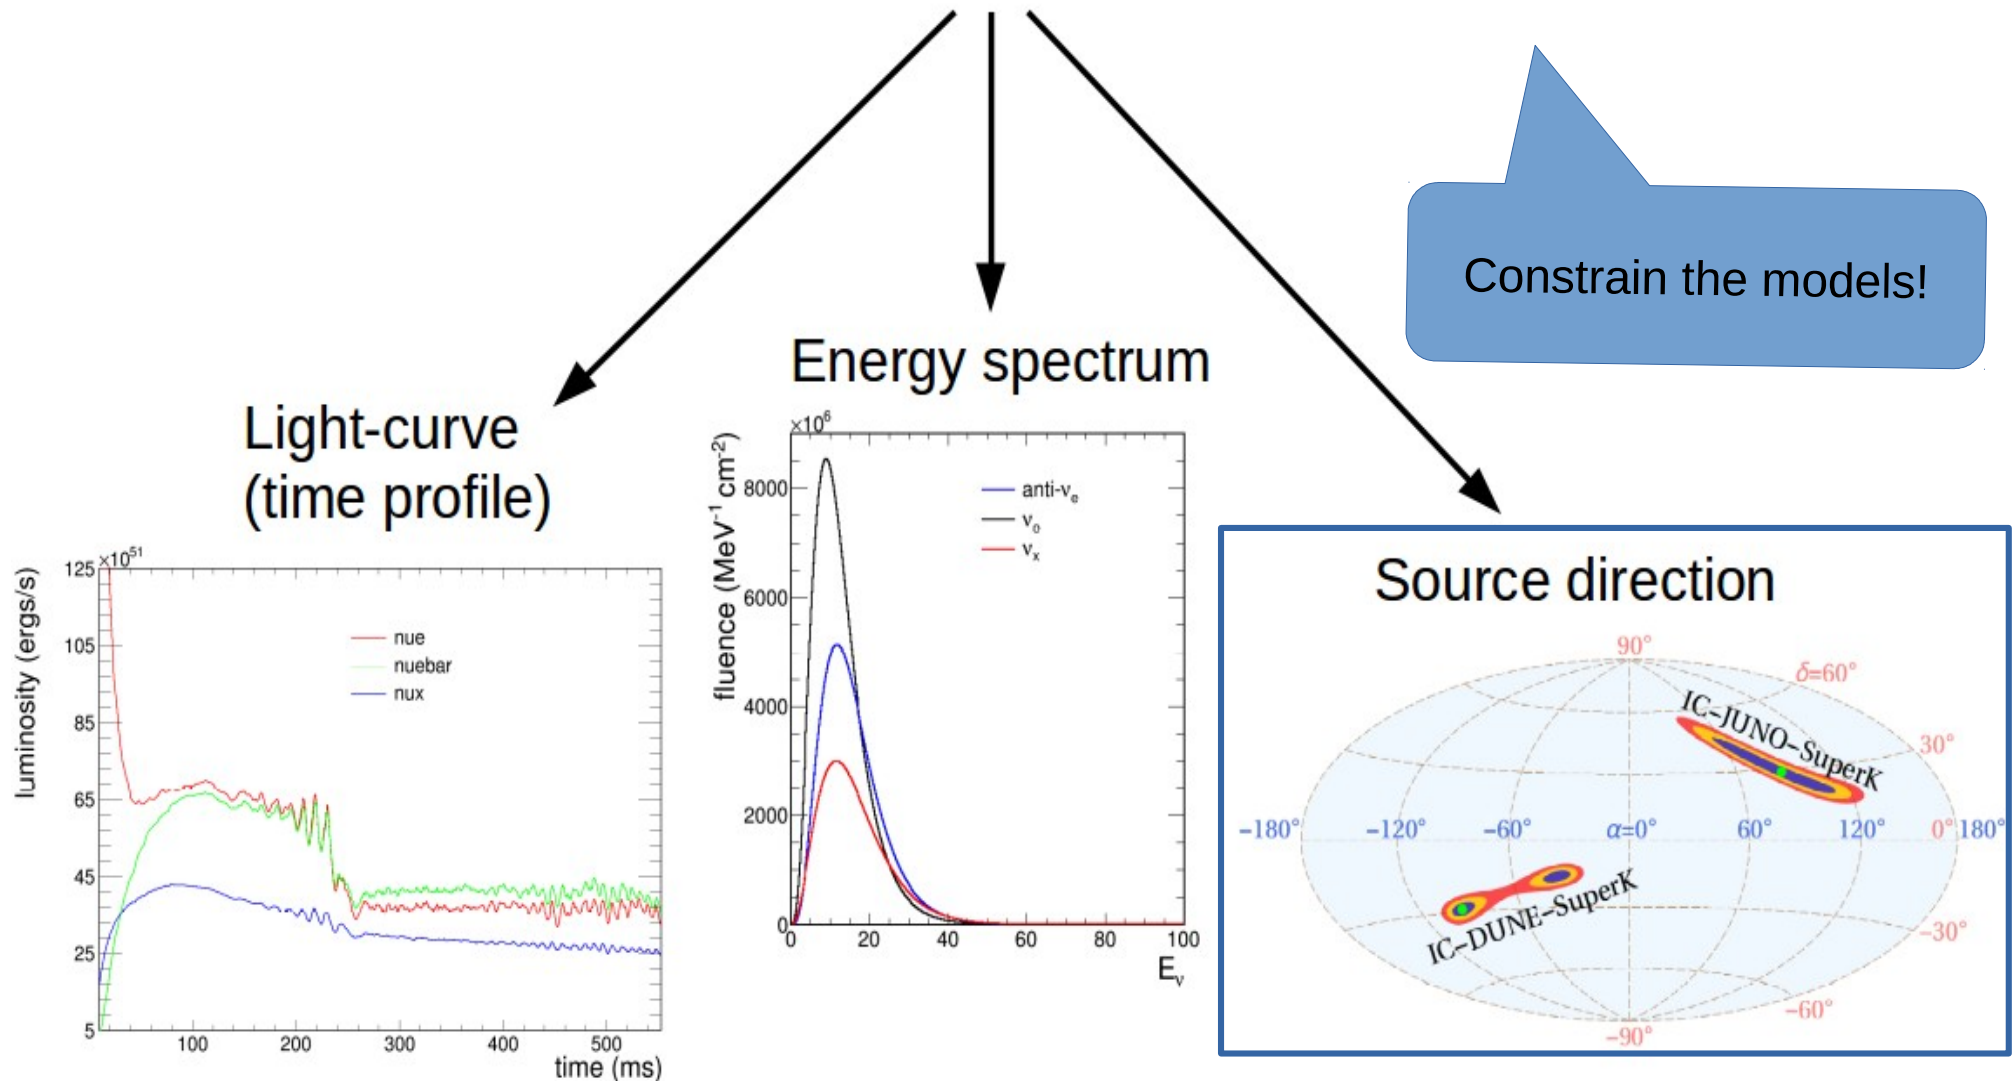 Constrain the models!
Energy spectrum
Light-curve
(time profile)
Source direction
×10^51
luminosity (ergs/s)
125
105
85
65
45
25
5
nue
nuebar
nux
100 200 300 400 500
time (ms)
×10^6
fluence (MeV^-1 cm^-2)
8000
6000
4000
2000
0
anti-ν_e
ν_o
ν_x
0 20 40 60 80 100
E_ν
90°
δ=60°
IC−JUNO−SuperK
30°
−180° −120° −60° α=0° 60° 120° 0° 180°
IC−DUNE−SuperK
−30°
−60°
−90°